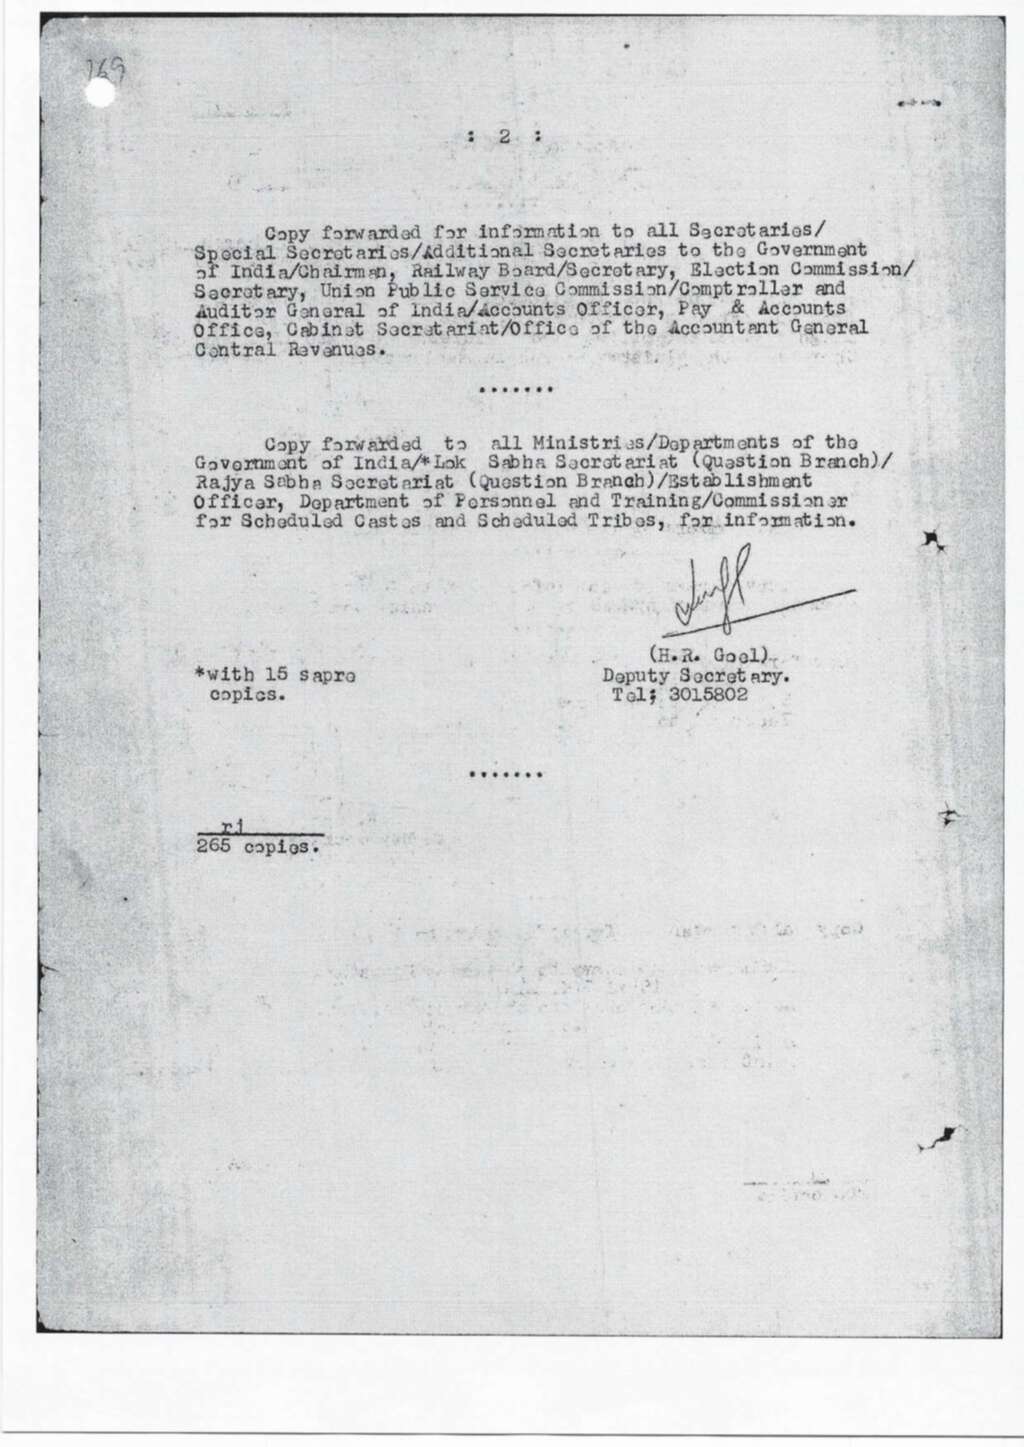 169
: 2 :
Copy forwarded for information to all Secretaries/
Special Secretaries/Additional Secretaries to the Government
of India/Chairman, Railway Board/Secretary, Election Commission/
Secretary, Union Public Service Commission/Comptroller and
Auditor General of India/Accounts Officer, Pay & Accounts
Office, Cabinet Secretariat/Office of the Accountant General
Central Revenues.
.......
Copy forwarded to all Ministries/Departments of the
Government of India/*Lok Sabha Secretariat (Question Branch)/
Rajya Sabha Secretariat (Question Branch)/Establishment
Officer, Department of Personnel and Training/Commissioner
for Scheduled Castes and Scheduled Tribes, for information.
(H.R. Goel)
Deputy Secretary.
Tel; 3015802
*with 15 sapre
copies.
.......
rj
265 copies.